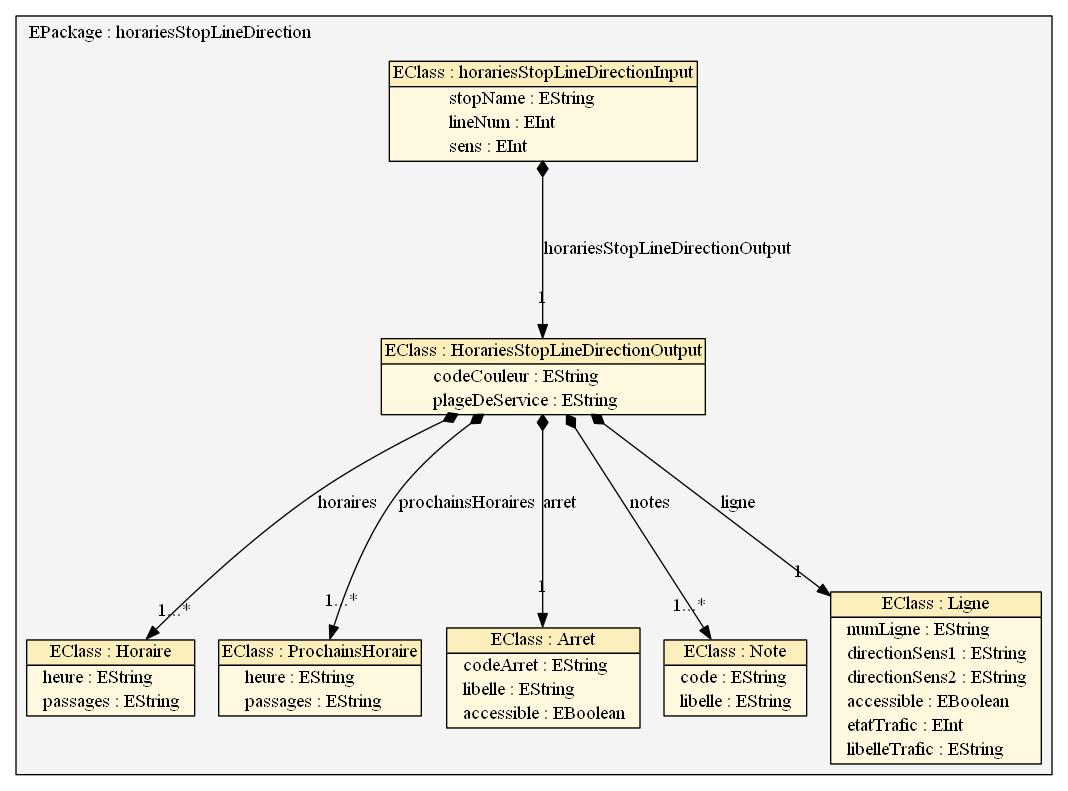 EPackage : horariesStopLineDirection
EClass : horariesStopLineDirectionInput
stopName : EString
lineNum : EInt
sens : EInt
horariesStopLineDirectionOutput
1
EClass : HorariesStopLineDirectionOutput
codeCouleur : EString
plageDeService : EString
horaires
prochainsHoraires
arret
notes
ligne
1...*
1...*
1
1...*
1
EClass : Horaire
heure : EString
passages : EString
EClass : ProchainsHoraire
heure : EString
passages : EString
EClass : Arret
codeArret : EString
libelle : EString
accessible : EBoolean
EClass : Note
code : EString
libelle : EString
EClass : Ligne
numLigne : EString
directionSens1 : EString
directionSens2 : EString
accessible : EBoolean
etatTrafic : EInt
libelleTrafic : EString